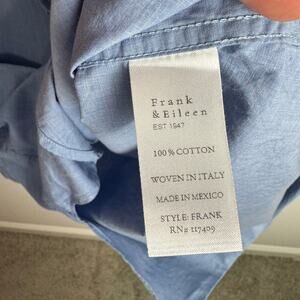 Frank
& Eileen
EST 1947
100% COTTON
WOVEN IN ITALY
MADE IN MEXICO
STYLE: FRANK
RN# 117409